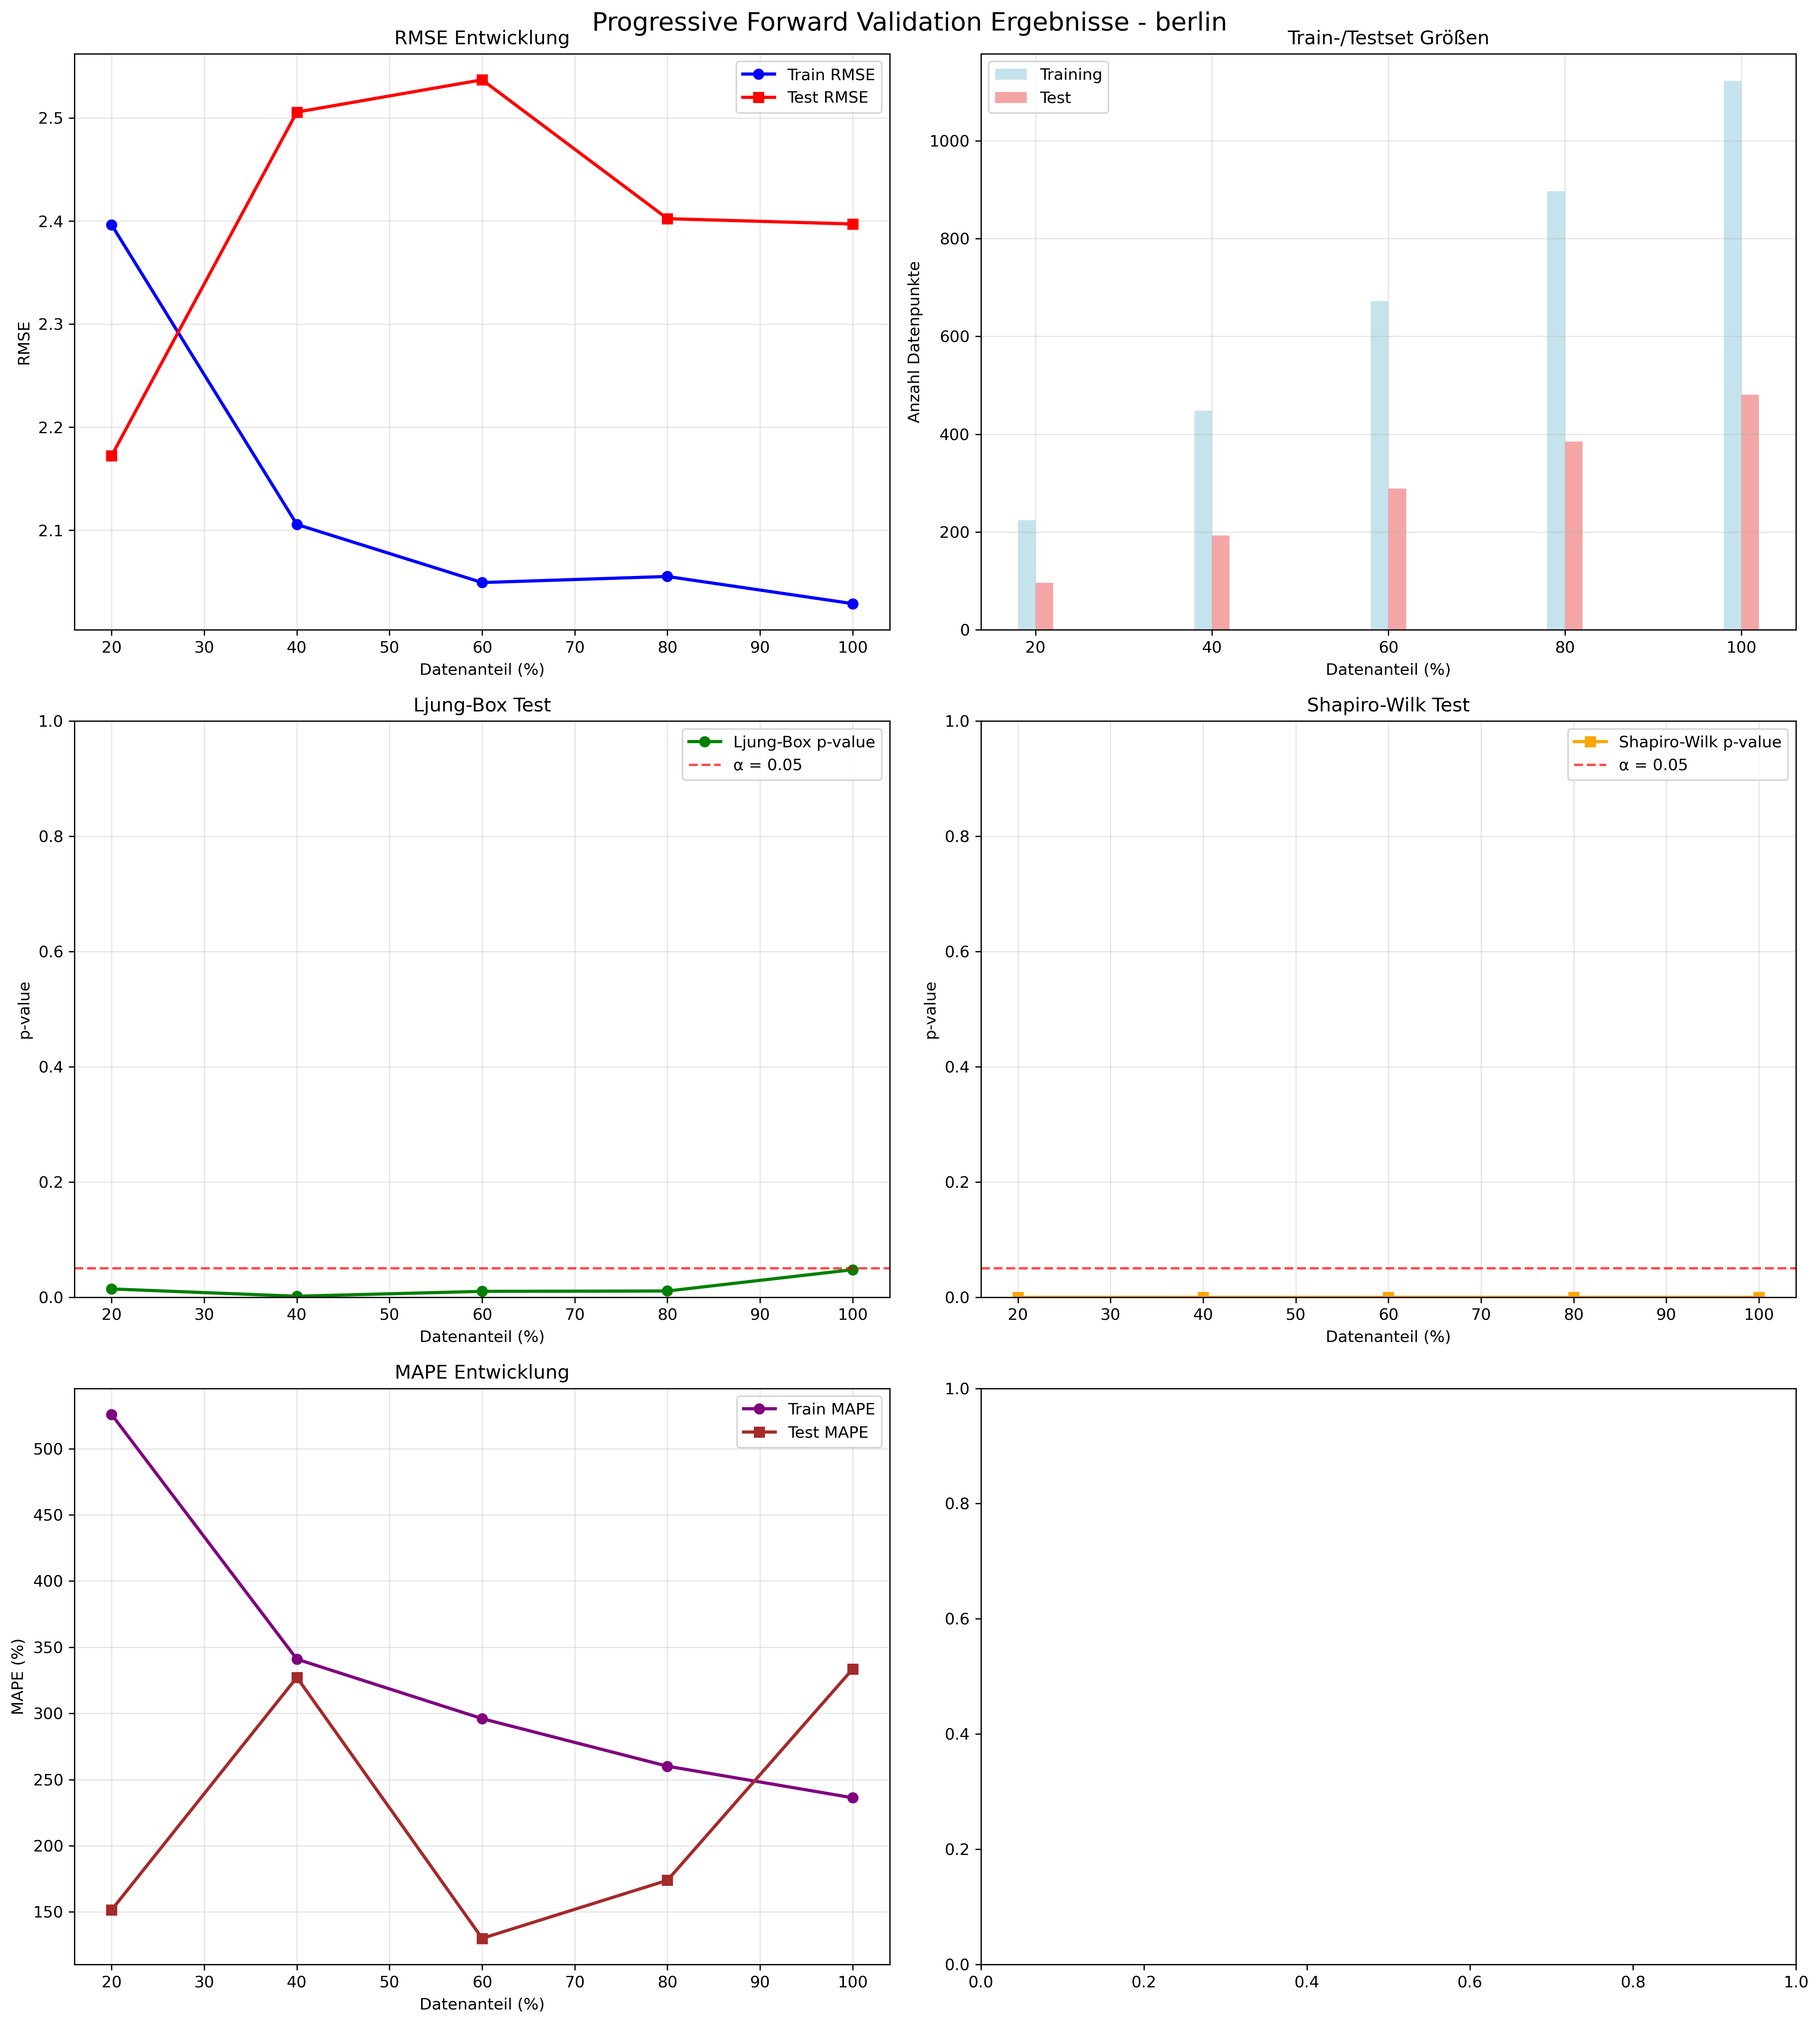 Progressive Forward Validation Ergebnisse - berlin
RMSE Entwicklung
Train RMSE
Test RMSE
2.5
2.4
2.3
2.2
2.1
RMSE
20 30 40 50 60 70 80 90 100
Datenanteil (%)
Train-/Testset Größen
Training
Test
1000
800
600
400
200
0
Anzahl Datenpunkte
20 40 60 80 100
Datenanteil (%)
Ljung-Box Test
Ljung-Box p-value
α = 0.05
1.0
0.8
0.6
0.4
0.2
0.0
p-value
20 30 40 50 60 70 80 90 100
Datenanteil (%)
Shapiro-Wilk Test
Shapiro-Wilk p-value
α = 0.05
1.0
0.8
0.6
0.4
0.2
0.0
p-value
20 30 40 50 60 70 80 90 100
Datenanteil (%)
MAPE Entwicklung
Train MAPE
Test MAPE
500
450
400
350
300
250
200
150
MAPE (%)
20 30 40 50 60 70 80 90 100
Datenanteil (%)
1.0
0.8
0.6
0.4
0.2
0.0
0.0 0.2 0.4 0.6 0.8 1.0